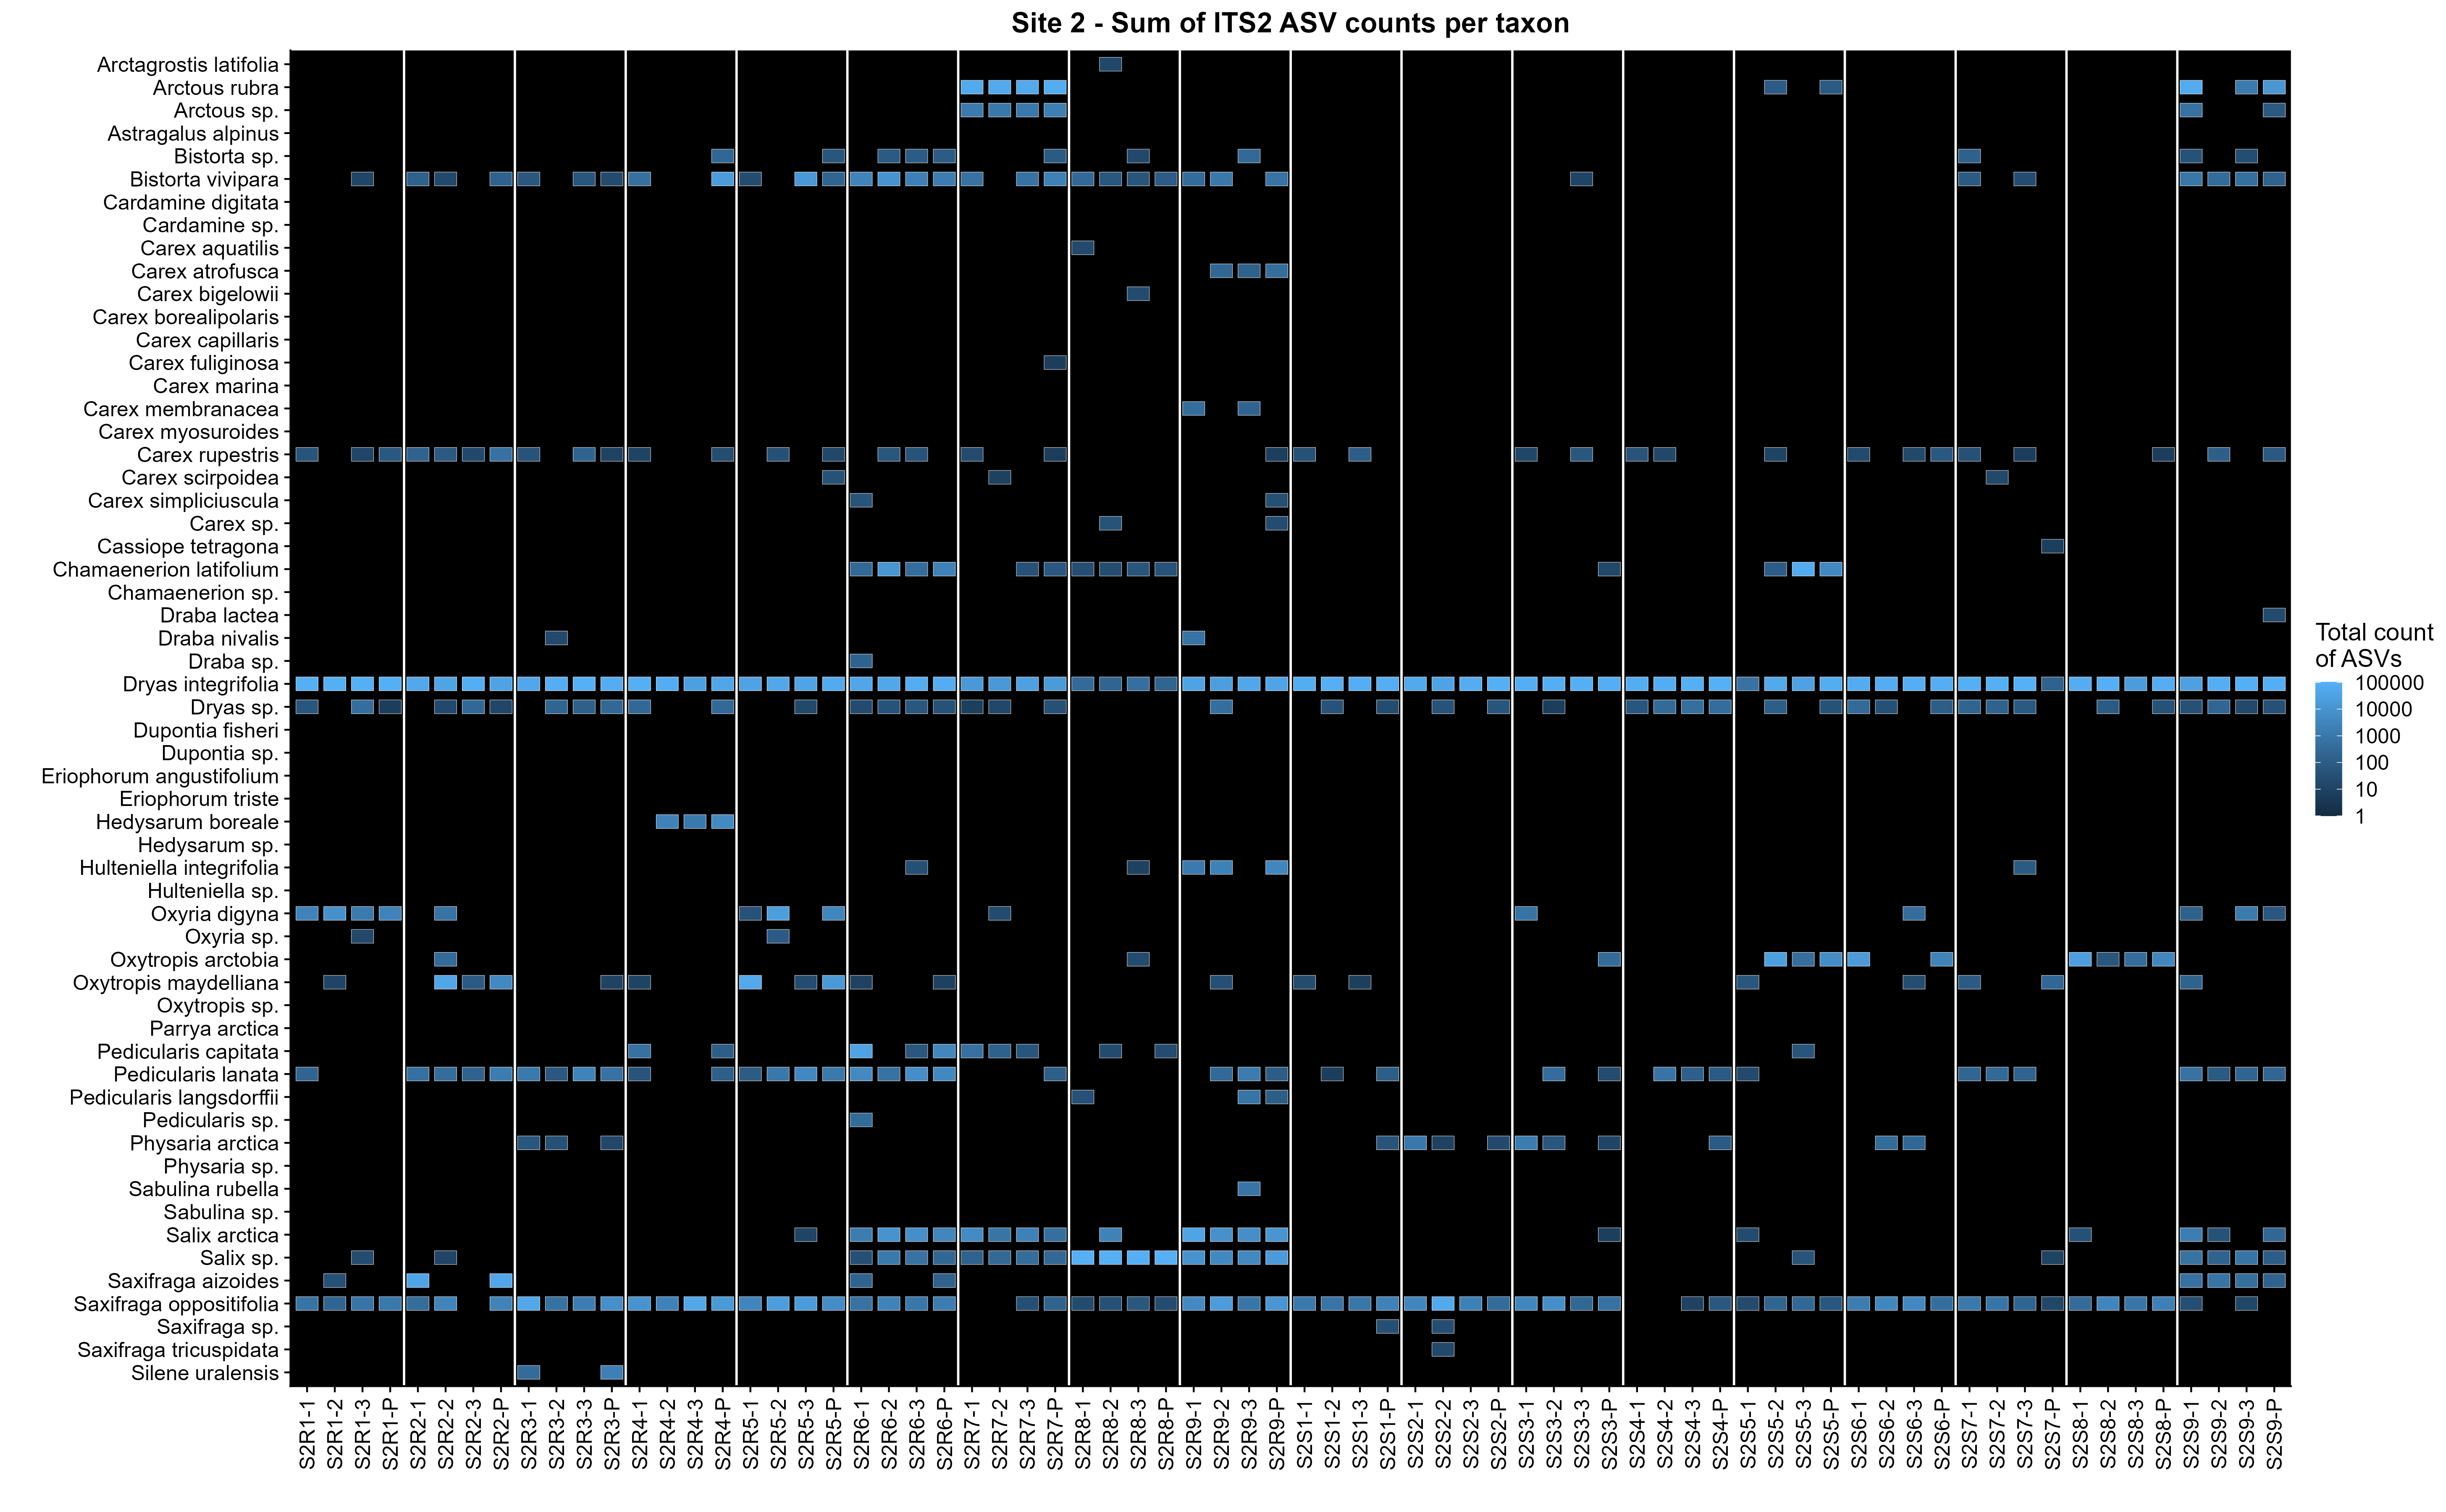 Site 2 - Sum of ITS2 ASV counts per taxon
Arctagrostis latifolia
Arctous rubra
Arctous sp.
Astragalus alpinus
Bistorta sp.
Bistorta vivipara
Cardamine digitata
Cardamine sp.
Carex aquatilis
Carex atrofusca
Carex bigelowii
Carex borealipolaris
Carex capillaris
Carex fuliginosa
Carex marina
Carex membranacea
Carex myosuroides
Carex rupestris
Carex scirpoidea
Carex simpliciuscula
Carex sp.
Cassiope tetragona
Chamaenerion latifolium
Chamaenerion sp.
Draba lactea
Draba nivalis
Draba sp.
Dryas integrifolia
Dryas sp.
Dupontia fisheri
Dupontia sp.
Eriophorum angustifolium
Eriophorum triste
Hedysarum boreale
Hedysarum sp.
Hulteniella integrifolia
Hulteniella sp.
Oxyria digyna
Oxyria sp.
Oxytropis arctobia
Oxytropis maydelliana
Oxytropis sp.
Parrya arctica
Pedicularis capitata
Pedicularis lanata
Pedicularis langsdorffii
Pedicularis sp.
Physaria arctica
Physaria sp.
Sabulina rubella
Sabulina sp.
Salix arctica
Salix sp.
Saxifraga aizoides
Saxifraga oppositifolia
Saxifraga sp.
Saxifraga tricuspidata
Silene uralensis
S2R1-1
S2R1-2
S2R1-3
S2R1-P
S2R2-1
S2R2-2
S2R2-3
S2R2-P
S2R3-1
S2R3-2
S2R3-3
S2R3-P
S2R4-1
S2R4-2
S2R4-3
S2R4-P
S2R5-1
S2R5-2
S2R5-3
S2R5-P
S2R6-1
S2R6-2
S2R6-3
S2R6-P
S2R7-1
S2R7-2
S2R7-3
S2R7-P
S2R8-1
S2R8-2
S2R8-3
S2R8-P
S2R9-1
S2R9-2
S2R9-3
S2R9-P
S2S1-1
S2S1-2
S2S1-3
S2S1-P
S2S2-1
S2S2-2
S2S2-3
S2S2-P
S2S3-1
S2S3-2
S2S3-3
S2S3-P
S2S4-1
S2S4-2
S2S4-3
S2S4-P
S2S5-1
S2S5-2
S2S5-3
S2S5-P
S2S6-1
S2S6-2
S2S6-3
S2S6-P
S2S7-1
S2S7-2
S2S7-3
S2S7-P
S2S8-1
S2S8-2
S2S8-3
S2S8-P
S2S9-1
S2S9-2
S2S9-3
S2S9-P
Total count
of ASVs
100000
10000
1000
100
10
1